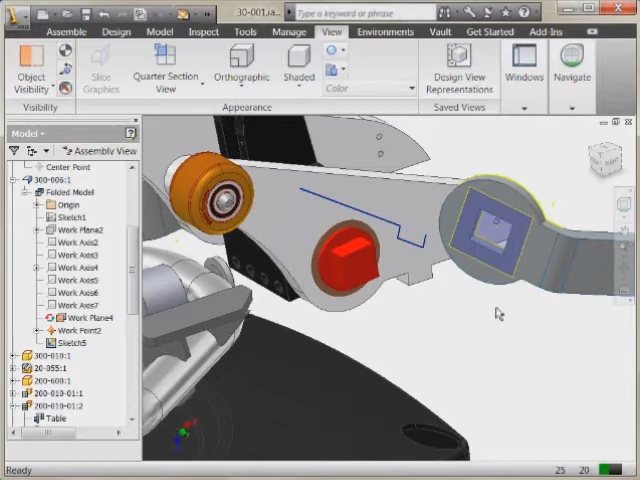 PRO
30-001.ia...
Type a keyword or phrase
Assemble Design Model Inspect Tools Manage View Environments Vault Get Started Add-Ins
Object Visibility
Slice Graphics
Quarter Section View
Orthographic
Shaded
Color
Design View Representations
Windows
Navigate
Visibility
Appearance
Saved Views
Model
Assembly View
Center Point
300-006:1
Folded Model
Origin
Sketch1
Work Plane2
Work Axis2
Work Axis3
Work Axis4
Work Axis5
Work Axis6
Work Axis7
Work Plane4
Work Point2
Sketch5
300-010:1
20-055:1
200-600:1
200-010-01:1
200-010-01:2
Table
Ready
25 20